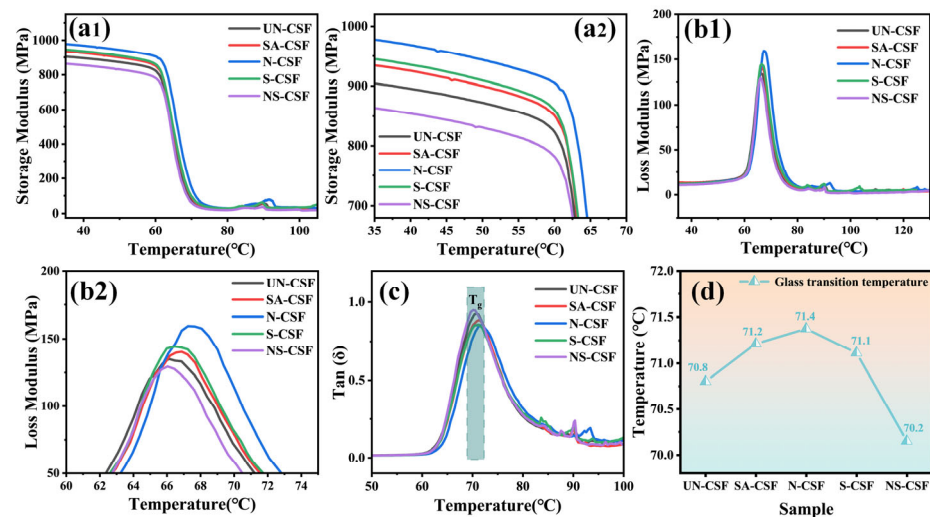 (a1)
UN-CSF
SA-CSF
N-CSF
S-CSF
NS-CSF
Storage Modulus (MPa)
1000
800
600
400
200
0
40
60
80
100
Temperature(°C)
(a2)
UN-CSF
SA-CSF
N-CSF
S-CSF
NS-CSF
Storage Modulus (MPa)
900
800
700
35
40
45
50
55
60
65
70
Temperature(°C)
(b1)
UN-CSF
SA-CSF
N-CSF
S-CSF
NS-CSF
Loss Modulus (MPa)
200
150
100
50
0
40
60
80
100
120
Temperature(°C)
(b2)
UN-CSF
SA-CSF
N-CSF
S-CSF
NS-CSF
Loss Modulus (MPa)
200
150
100
50
60
62
64
66
68
70
72
74
Temperature(°C)
(c)
Tg
UN-CSF
SA-CSF
N-CSF
S-CSF
NS-CSF
Tan (δ)
1.0
0.5
0.0
50
60
70
80
90
100
Temperature(°C)
(d)
Glass transition temperature
Temperature (°C)
72.0
71.5
71.0
70.5
70.0
70.8
71.2
71.4
71.1
70.2
UN-CSF
SA-CSF
N-CSF
S-CSF
NS-CSF
Sample